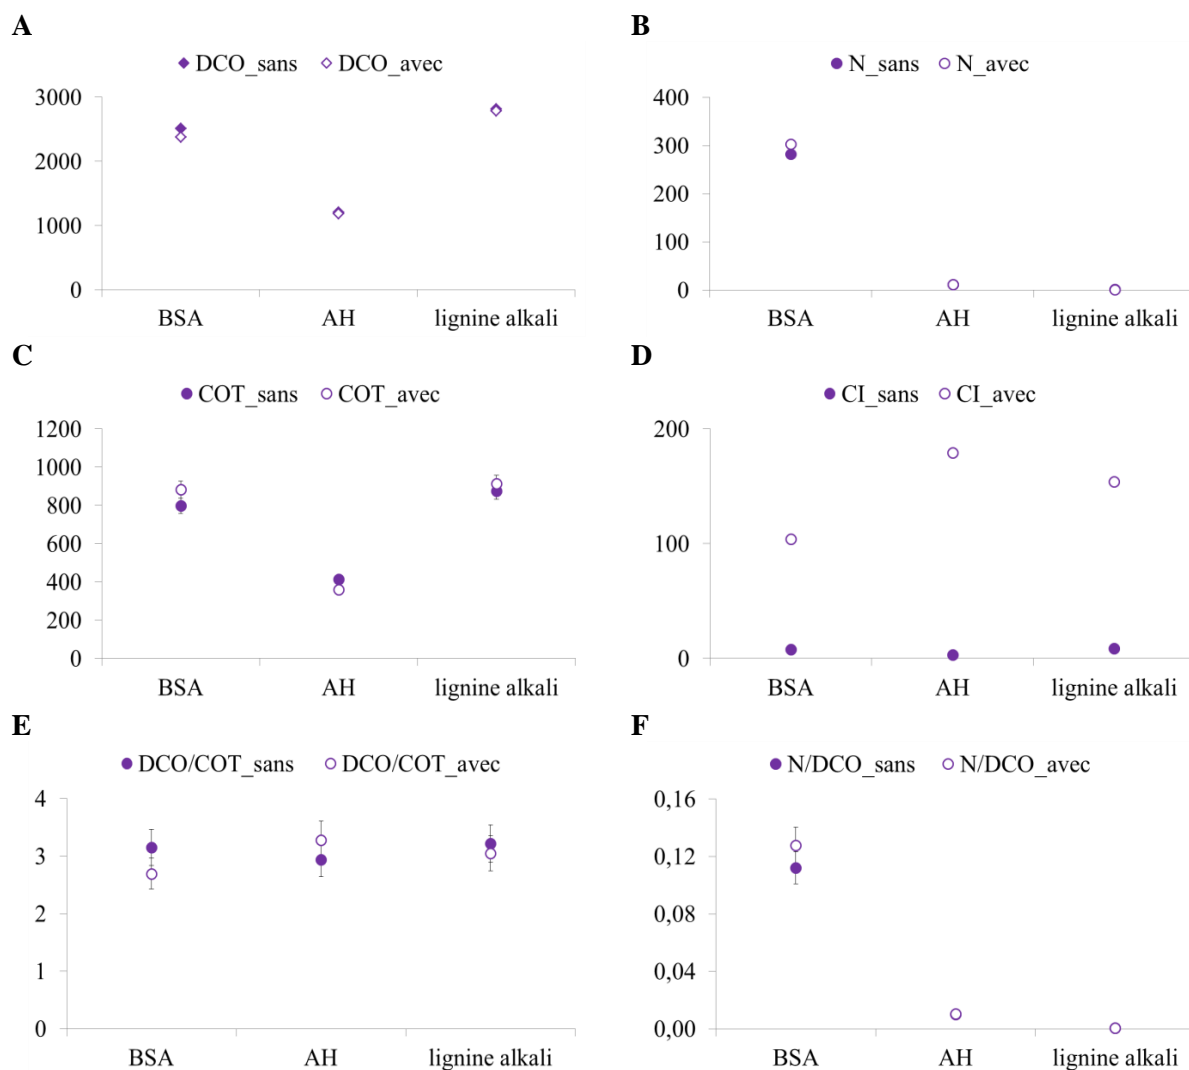 A
DCO_sans DCO_avec
3000
2000
1000
0
BSA AH lignine alkali
B
N_sans N_avec
400
300
200
100
0
BSA AH lignine alkali
C
COT_sans COT_avec
1200
1000
800
600
400
200
0
BSA AH lignine alkali
D
CI_sans CI_avec
200
100
0
BSA AH lignine alkali
E
DCO/COT_sans DCO/COT_avec
4
3
2
1
0
BSA AH lignine alkali
F
N/DCO_sans N/DCO_avec
0,16
0,12
0,08
0,04
0,00
BSA AH lignine alkali